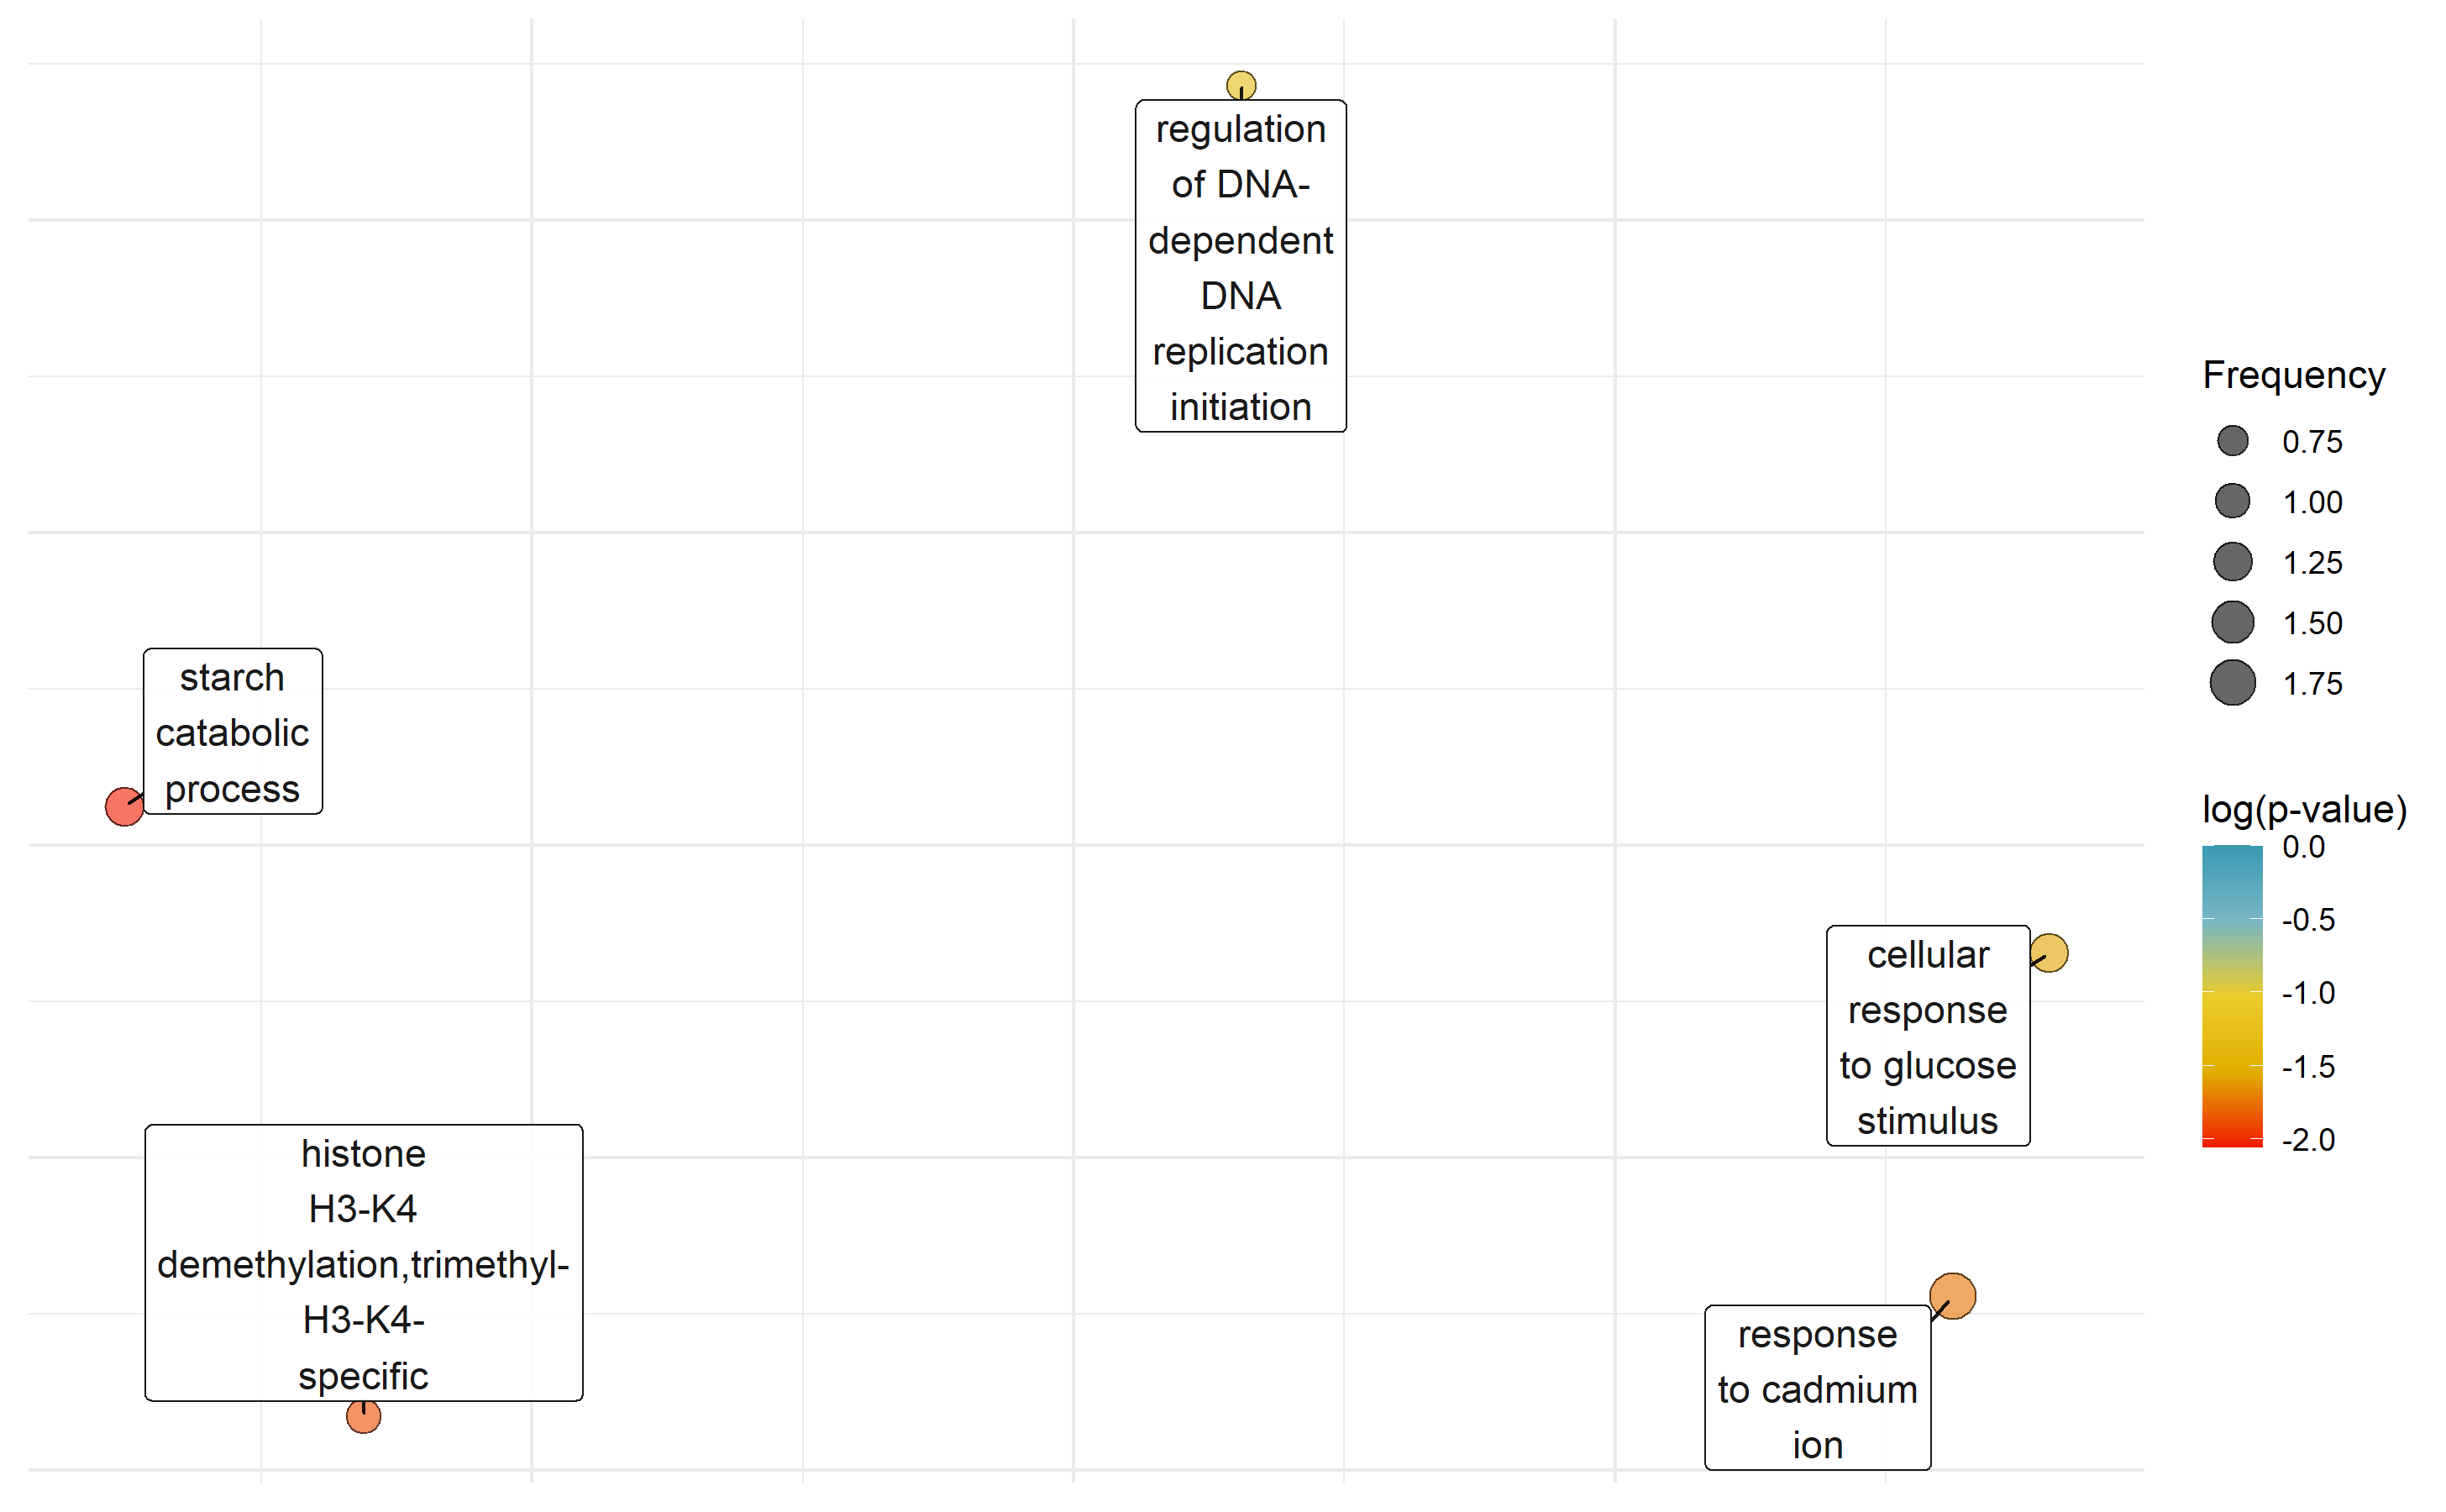 regulation
of DNA-
dependent
DNA
replication
initiation
starch
catabolic
process
cellular
response
to glucose
stimulus
histone
H3-K4
demethylation,trimethyl-
H3-K4-
specific
response
to cadmium
ion
Frequency
0.75
1.00
1.25
1.50
1.75
log(p-value)
0.0
-0.5
-1.0
-1.5
-2.0